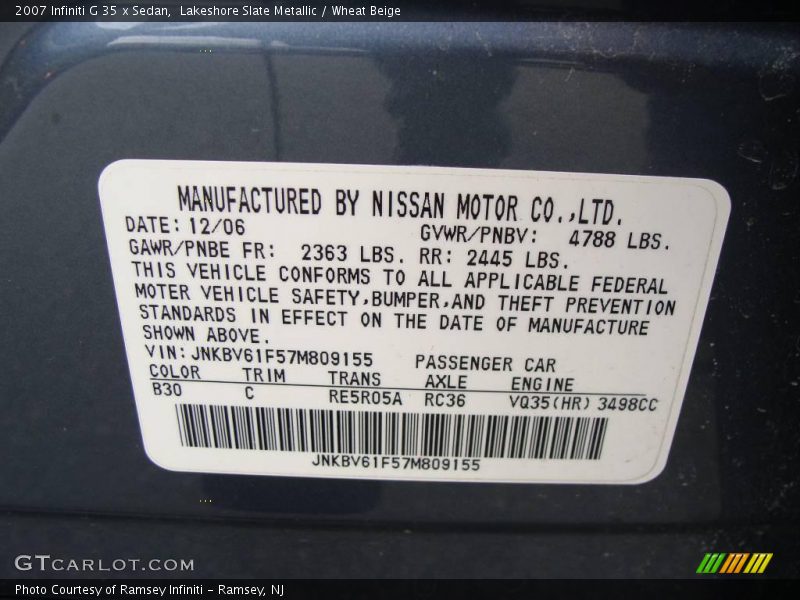 2007 Infiniti G 35 x Sedan,  Lakeshore Slate Metallic / Wheat Beige
MANUFACTURED BY NISSAN MOTOR CO.,LTD.
DATE: 12/06 GVWR/PNBV: 4788 LBS.
GAWR/PNBE FR: 2363 LBS. RR: 2445 LBS.
THIS VEHICLE CONFORMS TO ALL APPLICABLE FEDERAL
MOTER VEHICLE SAFETY,BUMPER,AND THEFT PREVENTION
STANDARDS IN EFFECT ON THE DATE OF MANUFACTURE
SHOWN ABOVE.
VIN: JNKBV61F57M809155 PASSENGER CAR
COLOR TRIM TRANS AXLE ENGINE
B30 C RE5R05A RC36 VQ35(HR) 3498CC
JNKBV61F57M809155
GTCARLOT.COM
Photo Courtesy of Ramsey Infiniti - Ramsey, NJ